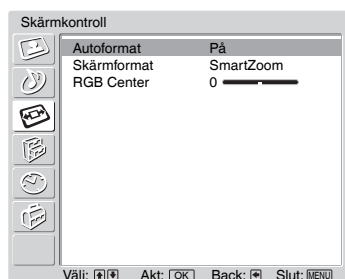 Skärmkontroll
Autoformat På
Skärmformat SmartZoom
RGB Center 0
Välj: Akt: OK Back: Slut: MENU